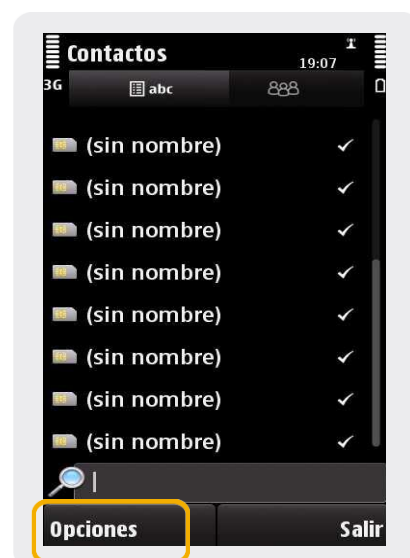 Contactos
19:07
3G
abc
(sin nombre)
(sin nombre)
(sin nombre)
(sin nombre)
(sin nombre)
(sin nombre)
(sin nombre)
(sin nombre)
Opciones
Salir